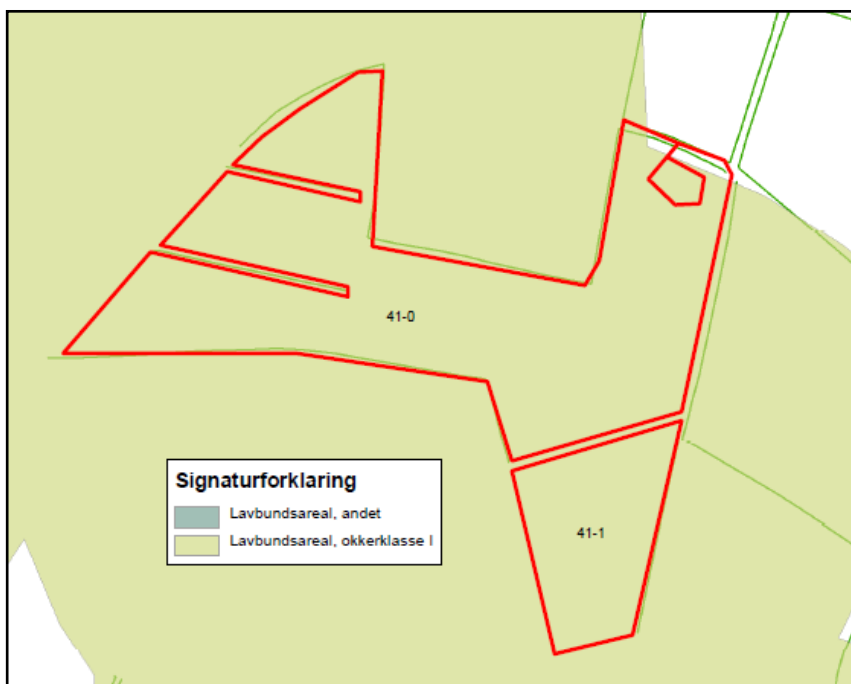 41-0
Signaturforklaring
Lavbundsareal, andet
Lavbundsareal, okkerklasse I
41-1